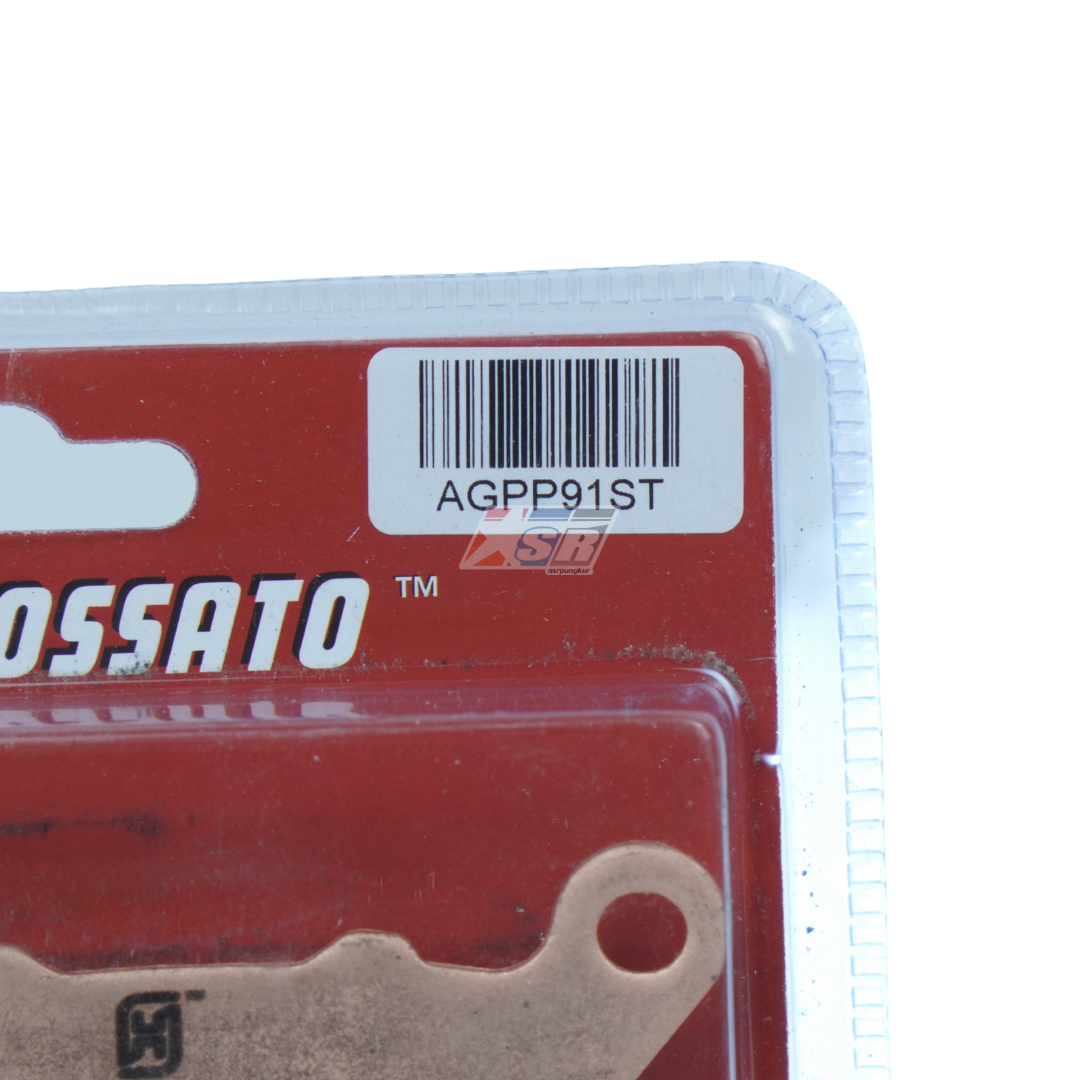 AGPP91ST
SR
asrpungkur
OSSATO ™